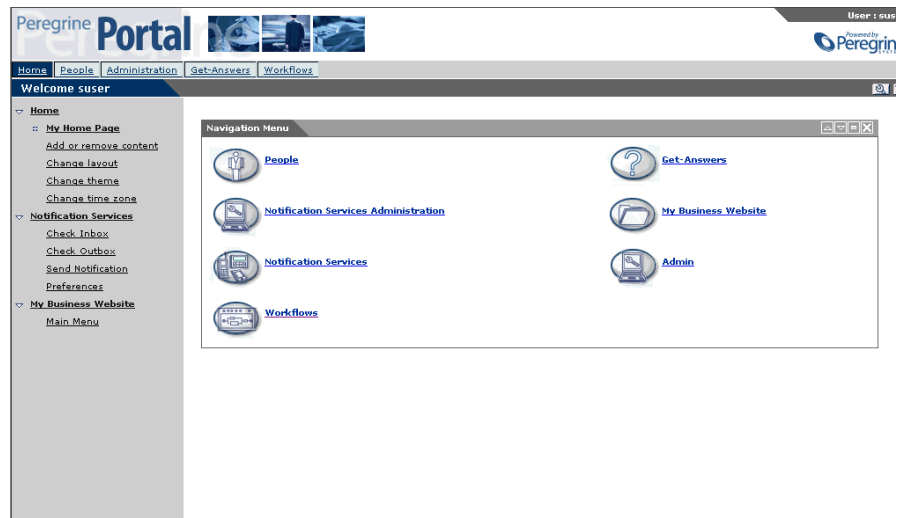 Peregrine Portal
User : sus
Powered by
Peregrin
Home People Administration Get-Answers Workflows
Welcome suser
Home
My Home Page
Add or remove content
Change layout
Change theme
Change time zone
Notification Services
Check Inbox
Check Outbox
Send Notification
Preferences
My Business Website
Main Menu
Navigation Menu
People
Get-Answers
Notification Services Administration
My Business Website
Notification Services
Admin
Workflows